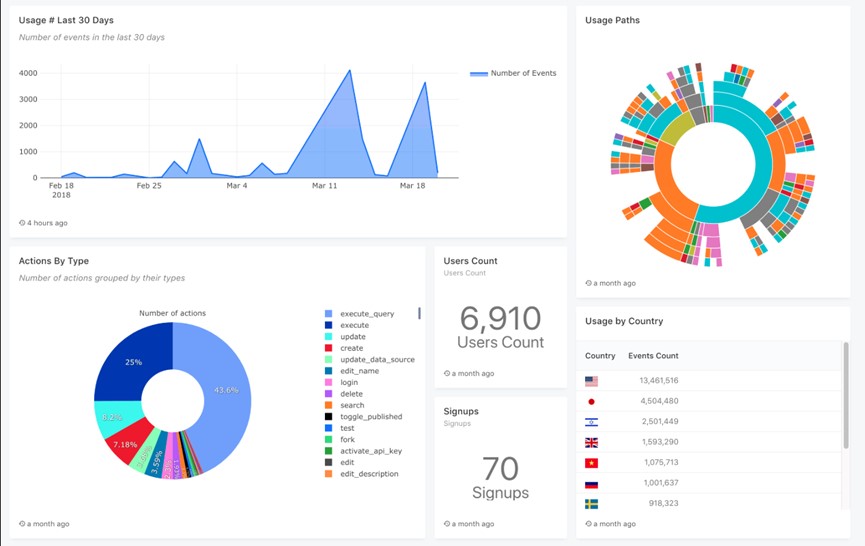 Usage # Last 30 Days
Number of events in the last 30 days
4000
3000
2000
1000
0
Feb 18
2018
Feb 25
Mar 4
Mar 11
Mar 18
Number of Events
4 hours ago
Usage Paths
a month ago
Actions By Type
Number of actions grouped by their types
Number of actions
25%
43.6%
8.2%
7.18%
3.59%
execute_query
execute
update
create
update_data_source
edit_name
login
delete
search
toggle_published
test
fork
activate_api_key
edit
edit_description
a month ago
Users Count
Users Count
6,910
Users Count
a month ago
Signups
Signups
70
Signups
a month ago
Usage by Country
Country Events Count
13,461,516
4,504,480
2,501,449
1,593,290
1,075,713
1,001,637
918,323
a month ago